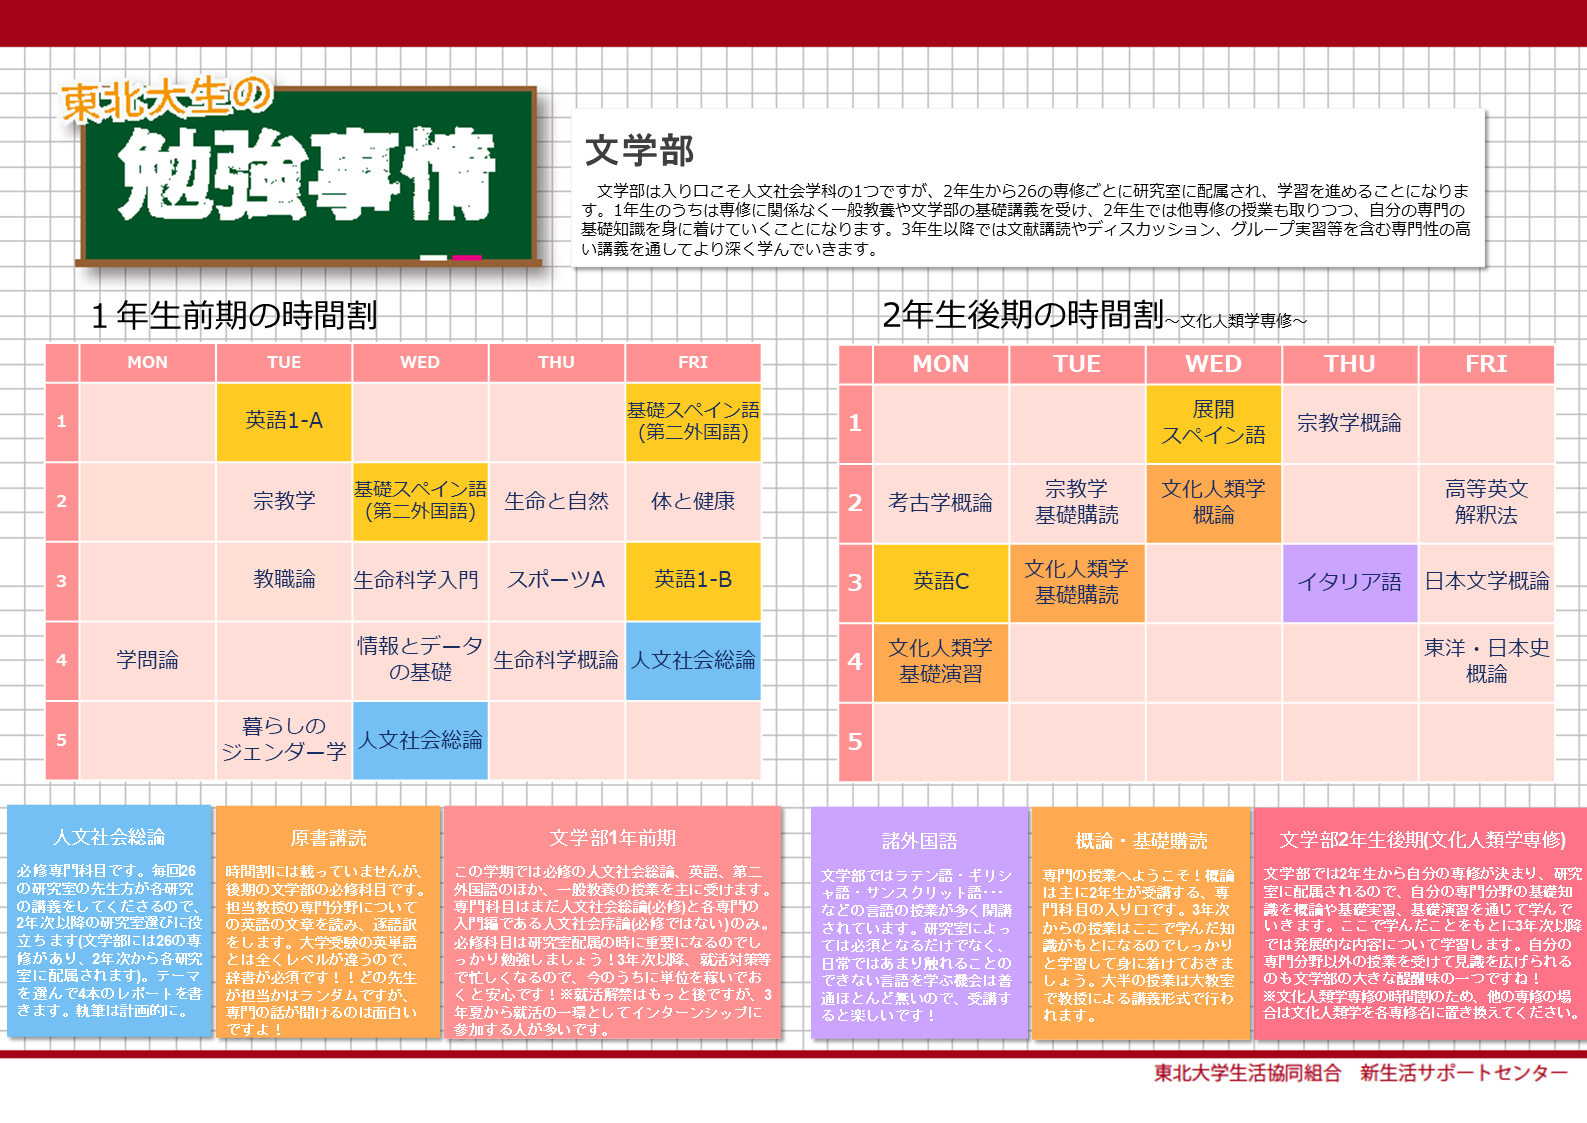 東北大生の
勉強事情
文学部
文学部は入り口こそ人文社会学科の1つですが、2年生から26の専修ごとに研究室に配属され、学習を進めることになりま
す。1年生のうちは専修に関係なく一般教養や文学部の基礎講義を受け、2年生では他専修の授業も取りつつ、自分の専門の
基礎知識を身に着けていくことになります。3年生以降では文献講読やディスカッション、グループ実習等を含む専門性の高
い講義を通してより深く学んでいきます。
1年生前期の時間割
MON TUE WED THU FRI
1
英語1-A
基礎スペイン語
(第二外国語)
2
宗教学
基礎スペイン語
(第二外国語)
生命と自然
体と健康
3
教職論
生命科学入門
スポーツA
英語1-B
4
学問論
情報とデータ
の基礎
生命科学概論
人文社会総論
5
暮らしの
ジェンダー学
人文社会総論
2年生後期の時間割～文化人類学専修～
MON TUE WED THU FRI
1
展開
スペイン語
宗教学概論
2
考古学概論
宗教学
基礎購読
文化人類学
概論
高等英文
解釈法
3
英語C
文化人類学
基礎購読
イタリア語
日本文学概論
4
文化人類学
基礎演習
東洋・日本史
概論
5
人文社会総論
必修専門科目です。毎回26
の研究室の先生方が各研究
の講義をしてくださるので、
2年次以降の研究室選びに役
立ちます(文学部には26の専
修があり、2年次から各研究
室に配属されます)。テーマ
を選んで4本のレポートを書
きます。執筆は計画的に。
原書講読
時間割には載っていませんが、
後期の文学部の必修科目です。
担当教授の専門分野について
の英語の文章を読み、逐語訳
をします。大学受験の英単語
とは全くレベルが違うので、
辞書が必須です！！どの先生
が担当かはランダムですが、
専門の話が聞けるのは面白い
ですよ！
文学部1年前期
この学期では必修の人文社会総論、英語、第二
外国語のほか、一般教養の授業を主に受けます。
専門科目はまだ人文社会総論(必修)と各専門の
入門編である人文社会序論(必修ではない)のみ。
必修科目は研究室配属の時に重要になるのでし
っかり勉強しましょう！3年次以降、就活対策等
で忙しくなるので、今のうちに単位を稼いでお
くと安心です！※就活解禁はもっと後ですが、3
年夏から就活の一環としてインターンシップに
参加する人が多いです。
諸外国語
文学部ではラテン語・ギリシ
ャ語・サンスクリット語･･･
などの言語の授業が多く開講
されています。研究室によっ
ては必須となるだけでなく、
日常ではあまり触れることの
できない言語を学ぶ機会は普
通ほとんど無いので、受講す
ると楽しいです！
概論・基礎購読
専門の授業へようこそ！概論
は主に2年生が受講する、専
門科目の入り口です。3年次
からの授業はここで学んだ知
識がもとになるのでしっかり
と学習して身に着けておきま
しょう。大半の授業は大教室
で教授による講義形式で行わ
れます。
文学部2年生後期(文化人類学専修)
文学部では2年生から自分の専修が決まり、研究
室に配属されるので、自分の専門分野の基礎知
識を概論や基礎実習、基礎演習を通じて学んで
いきます。ここで学んだことをもとに3年次以降
では発展的な内容について学習します。自分の
専門分野以外の授業を受けて見識を広げられる
のも文学部の大きな醍醐味の一つですね！
※文化人類学専修の時間割のため、他の専修の場
合は文化人類学を各専修名に置き換えてください。
東北大学生活協同組合　新生活サポートセンター